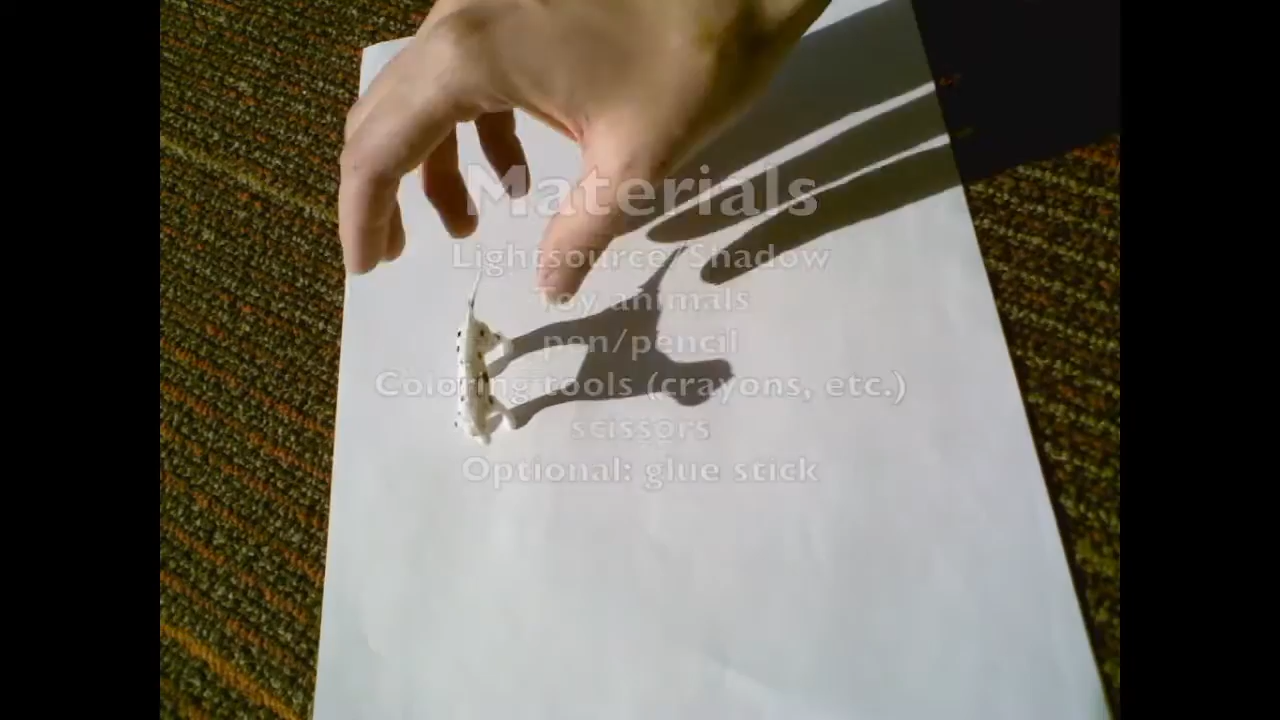 Materials
Lightsource/Shadow
Toy animals
pen/pencil
Coloring tools (crayons, etc.)
scissors
Optional: glue stick